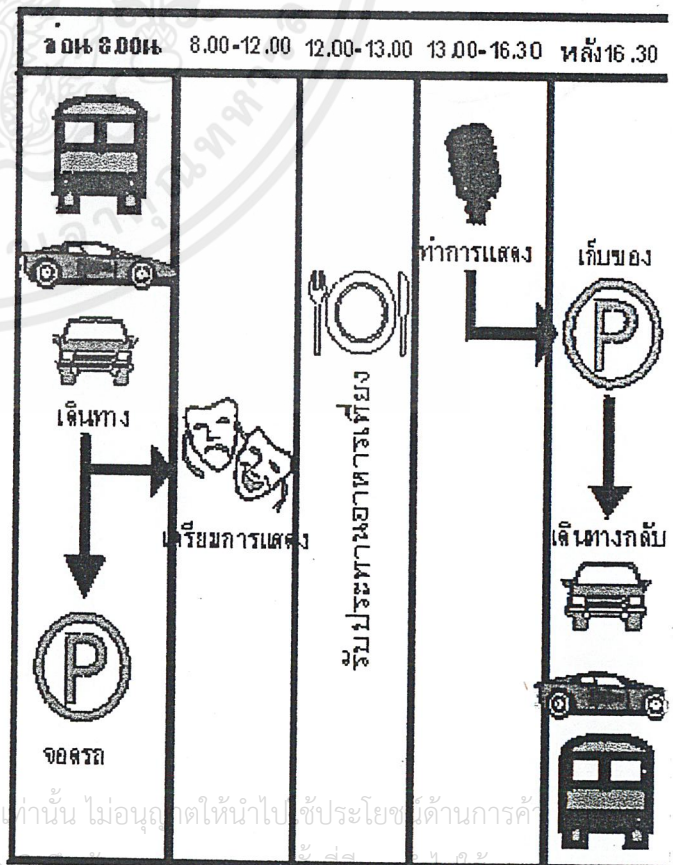 ก่อน 8.00น 8.00-12.00 12.00-13.00 13.00-16.30 หลัง16.30
ทำการแสดง
เก็บของ
P
เดินทาง
รับประทานอาหารเที่ยง
เตรียมการแสดง
เดินทางกลับ
P
จอดรถ
เท่านั้น ไม่อนุญาตให้นำไปใช้ประโยชน์ด้านการค้า